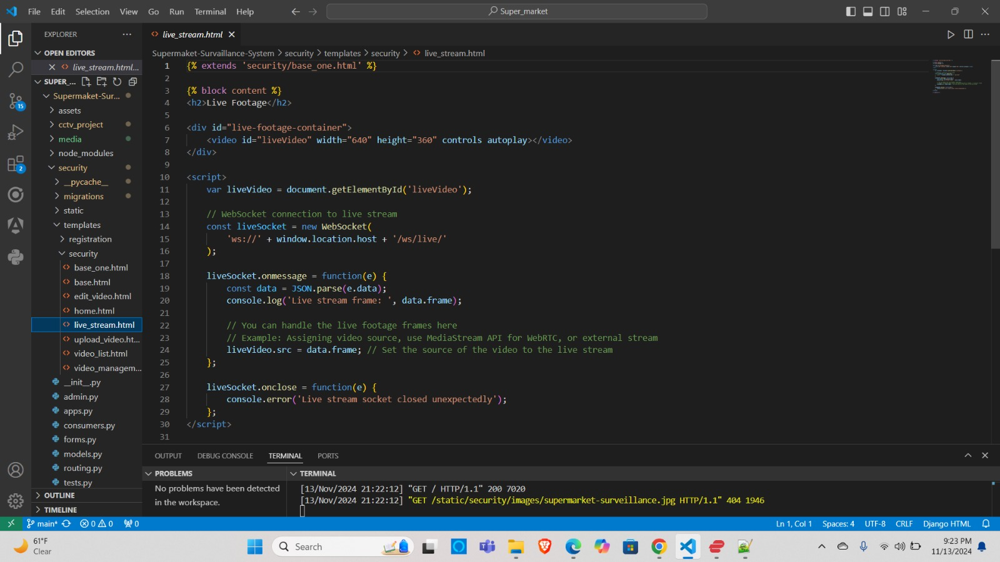 File Edit Selection View Go Run Terminal Help
Super_market
EXPLORER
live_stream.html
OPEN EDITORS
live_stream.html...
SUPER_...
Supermaket-Sur...
assets
cctv_project
media
node_modules
security
__pycache__
migrations
static
templates
registration
security
base_one.html
base.html
edit_video.html
home.html
live_stream.html
upload_video.ht...
video_list.html
video_managem...
__init__.py
admin.py
apps.py
consumers.py
forms.py
models.py
routing.py
tests.py
OUTLINE
TIMELINE
15
2
Supermaket-Survaillance-System > security > templates > security > live_stream.html
1 {% extends 'security/base_one.html' %}
2
3 {% block content %}
4 <h2>Live Footage</h2>
5
6 <div id="live-footage-container">
7 <video id="liveVideo" width="640" height="360" controls autoplay></video>
8 </div>
9
10 <script>
11 var liveVideo = document.getElementById('liveVideo');
12
13 // WebSocket connection to live stream
14 const liveSocket = new WebSocket(
15 'ws://' + window.location.host + '/ws/live/'
16 );
17
18 liveSocket.onmessage = function(e) {
19 const data = JSON.parse(e.data);
20 console.log('Live stream frame: ', data.frame);
21
22 // You can handle the live footage frames here
23 // Example: Assigning video source, use MediaStream API for WebRTC, or external stream
24 liveVideo.src = data.frame; // Set the source of the video to the live stream
25 };
26
27 liveSocket.onclose = function(e) {
28 console.error('Live stream socket closed unexpectedly');
29 };
30 </script>
31
OUTPUT DEBUG CONSOLE TERMINAL PORTS
PROBLEMS
No problems have been detected
in the workspace.
TERMINAL
[13/Nov/2024 21:22:12] "GET / HTTP/1.1" 200 7020
[13/Nov/2024 21:22:12] "GET /static/security/images/supermarket-surveillance.jpg HTTP/1.1" 404 1946
main* 0 0 0
Ln 1, Col 1 Spaces: 4 UTF-8 CRLF Django HTML
61°F
Clear
Search
9:23 PM
11/13/2024